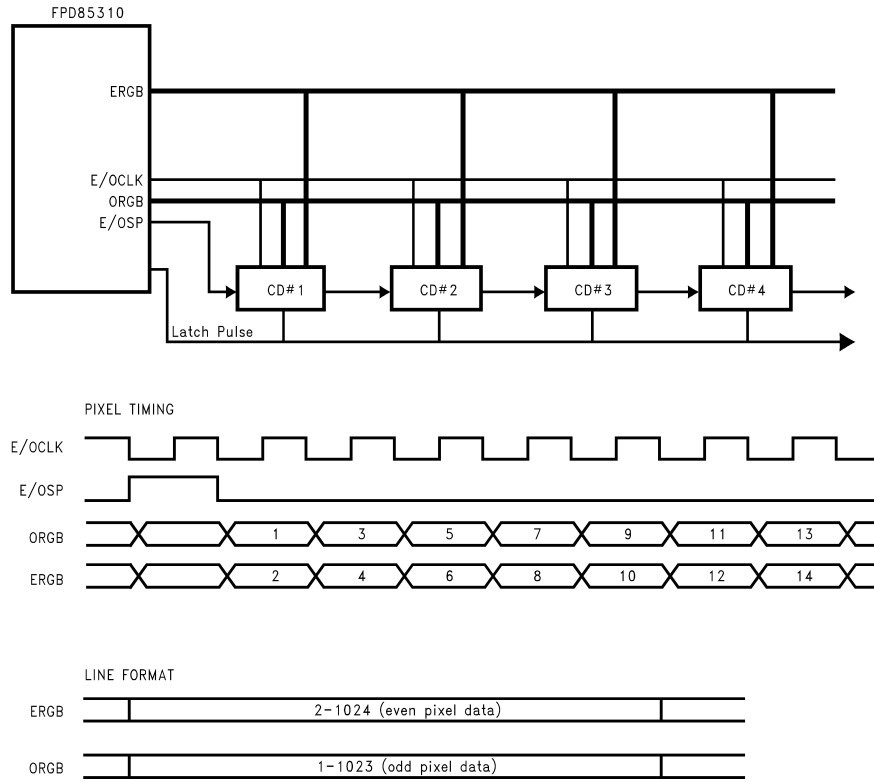 FPD85310
ERGB
E/OCLK
ORGB
E/OSP
CD#1 CD#2 CD#3 CD#4
Latch Pulse
PIXEL TIMING
E/OCLK
E/OSP
ORGB 1 3 5 7 9 11 13
ERGB 2 4 6 8 10 12 14
LINE FORMAT
ERGB 2-1024 (even pixel data)
ORGB 1-1023 (odd pixel data)